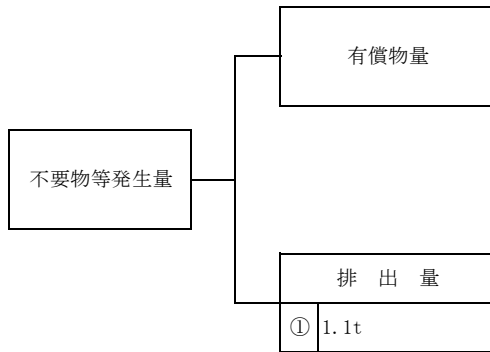 有償物量
不要物等発生量
排 出 量
① 1.1t